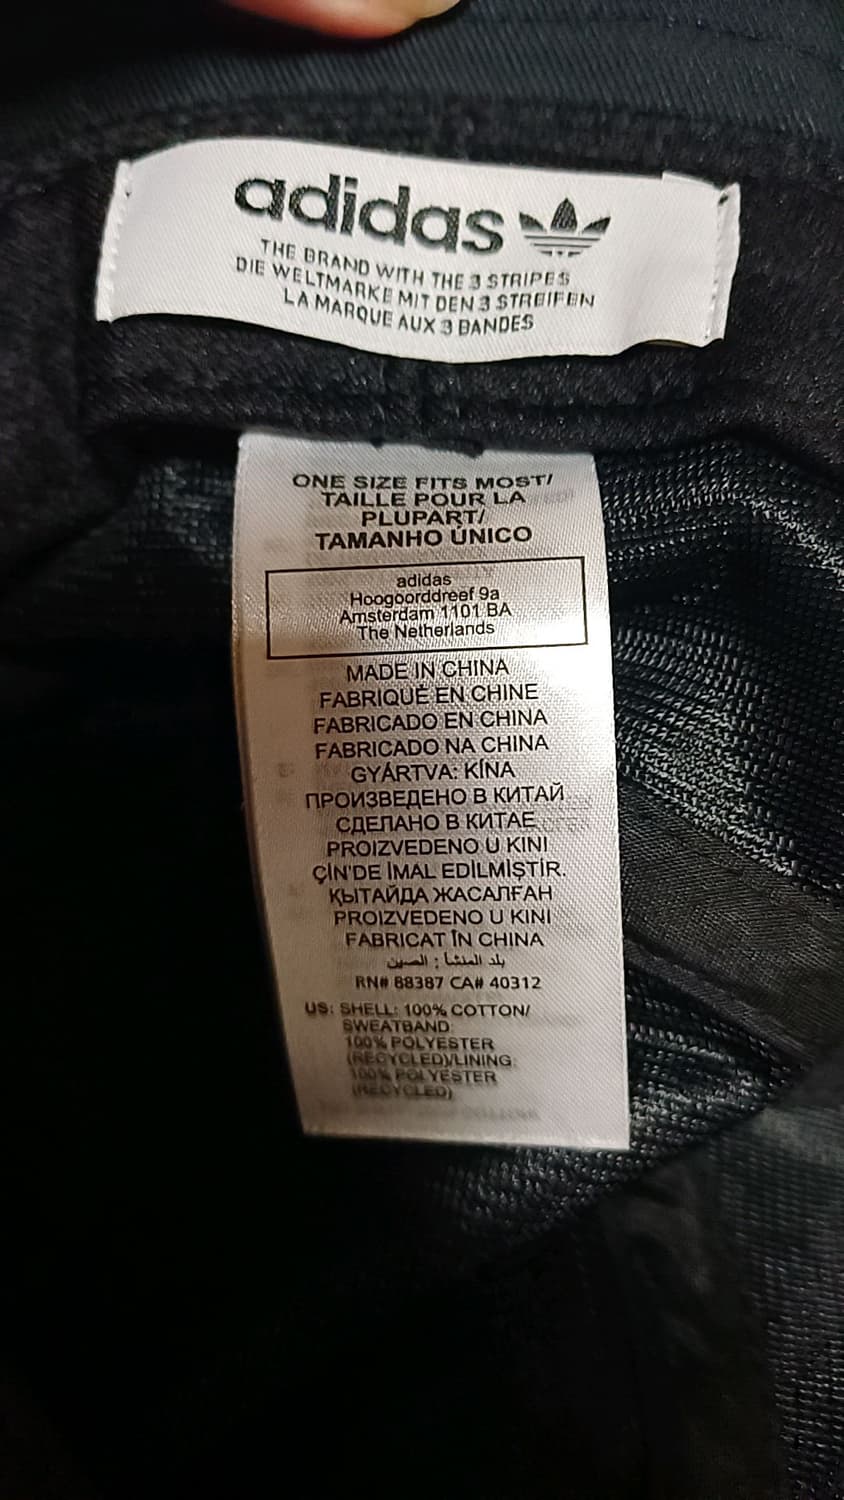 adidas
THE BRAND WITH THE 3 STRIPES
DIE WELTMARKE MIT DEN 3 STREIFEN
LA MARQUE AUX 3 BANDES
ONE SIZE FITS MOST/
TAILLE POUR LA
PLUPART/
TAMANHO ÚNICO
adidas
Hoogoorddreef 9a
Amsterdam 1101 BA
The Netherlands
MADE IN CHINA
FABRIQUÉ EN CHINE
FABRICADO EN CHINA
FABRICADO NA CHINA
GYÁRTVA: KÍNA
ПРОИЗВЕДЕНО В КИТАЙ
СДЕЛАНО В КИТАЕ
PROIZVEDENO U KINI
ÇİN'DE İMAL EDİLMİŞTİR.
ҚЫТАЙДА ЖАСАЛҒАН
PROIZVEDENO U KINI
FABRICAT ÎN CHINA
بلد المنشأ : الصين
RN# 88387 CA# 40312
US: SHELL: 100% COTTON/
SWEATBAND:
100% POLYESTER
(RECYCLED)/LINING:
100% POLYESTER
(RECYCLED)